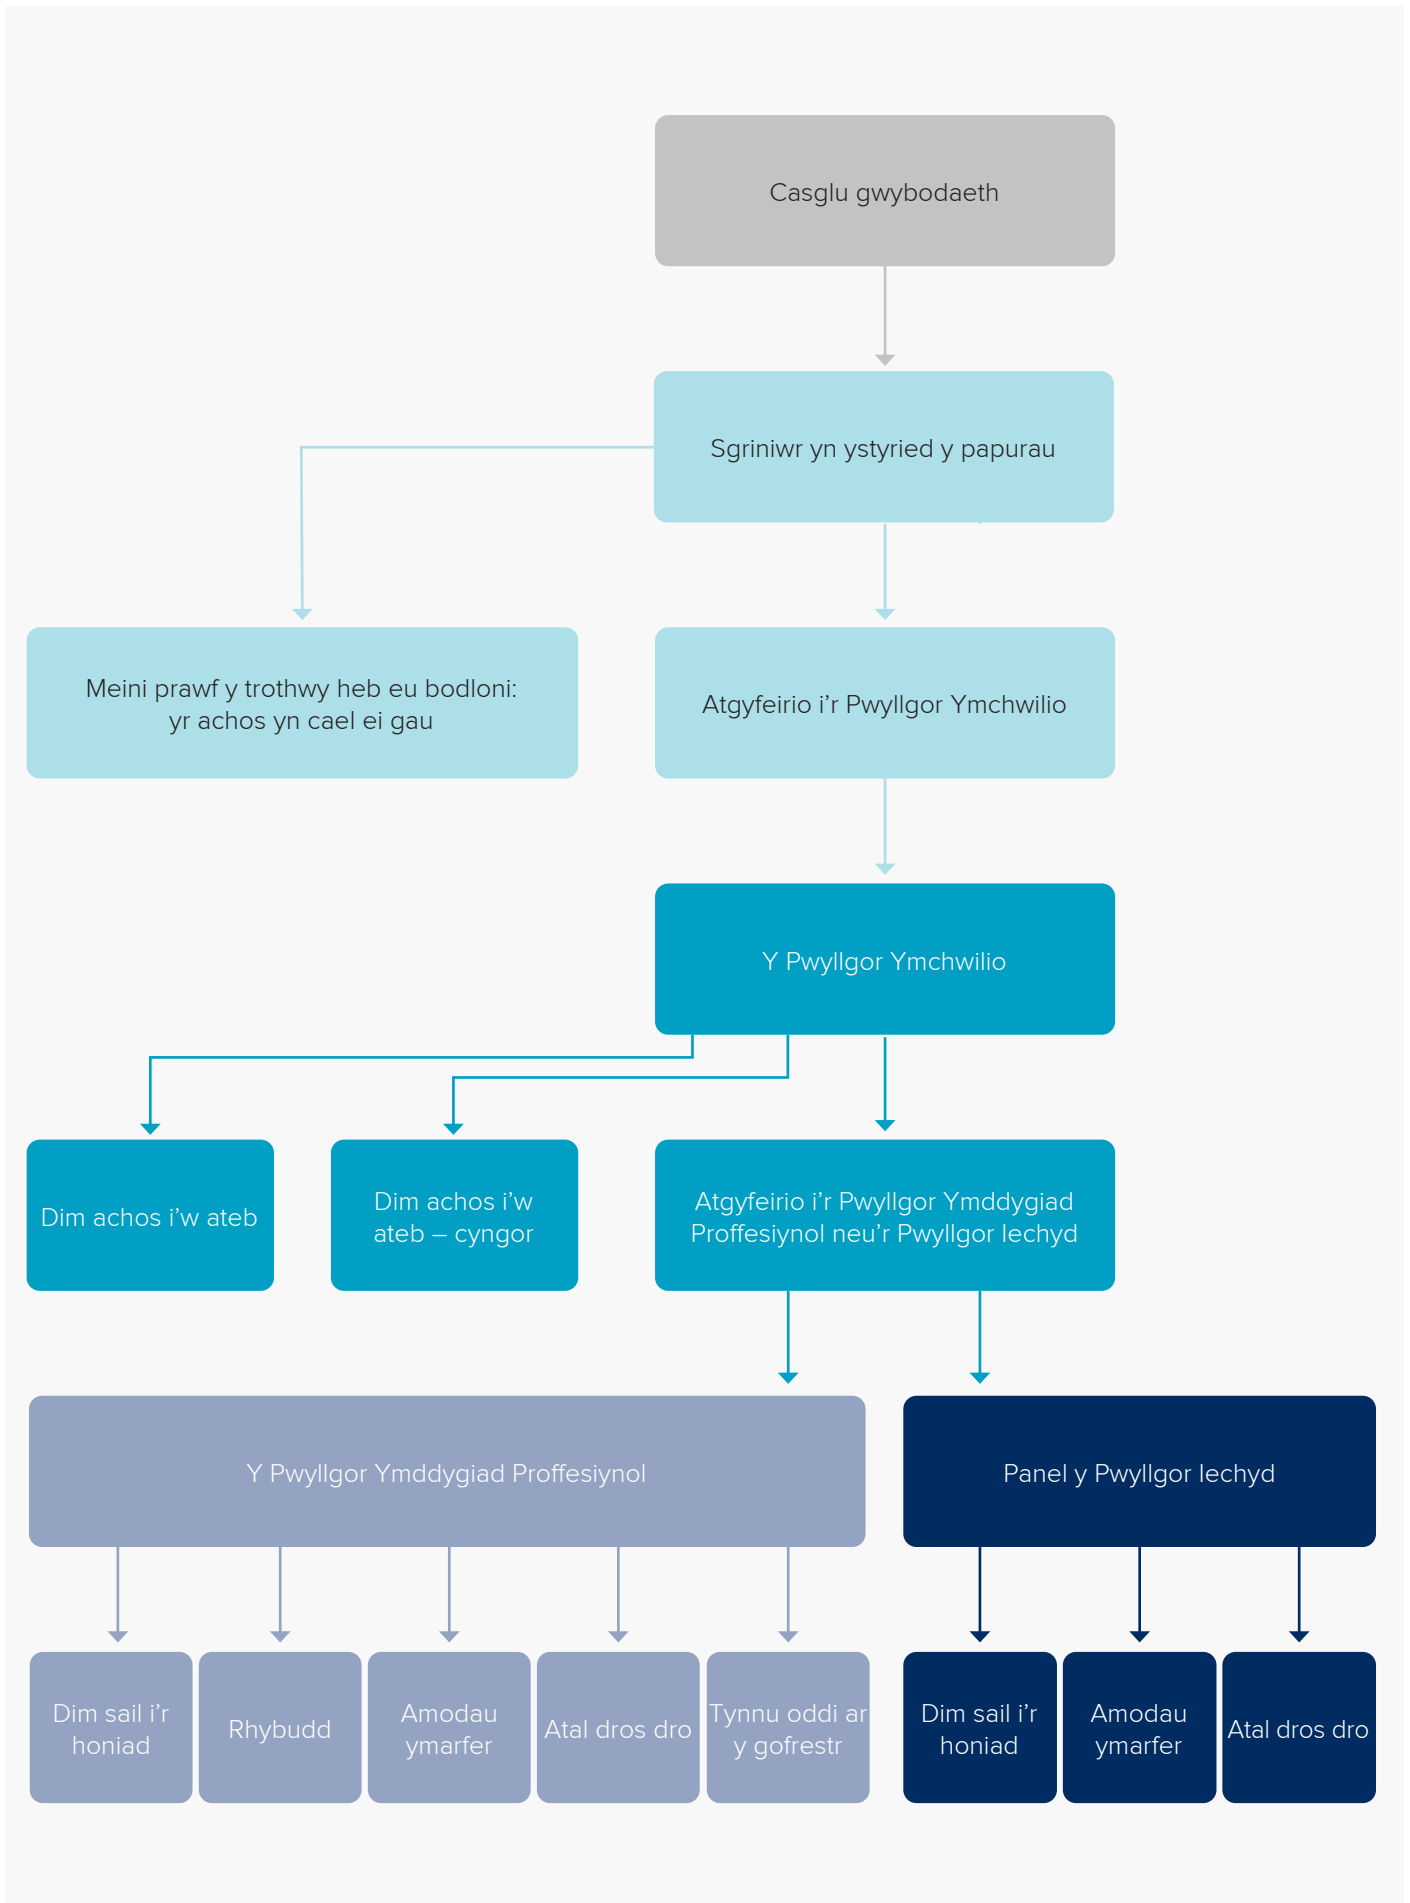 Casglu gwybodaeth
Sgriniwr yn ystyried y papurau
Meini prawf y trothwy heb eu bodloni:
yr achos yn cael ei gau
Atgyfeirio i’r Pwyllgor Ymchwilio
Y Pwyllgor Ymchwilio
Dim achos i’w ateb
Dim achos i’w
ateb – cyngor
Atgyfeirio i’r Pwyllgor Ymddygiad
Proffesiynol neu’r Pwyllgor Iechyd
Y Pwyllgor Ymddygiad Proffesiynol
Panel y Pwyllgor Iechyd
Dim sail i’r
honiad
Rhybudd
Amodau
ymarfer
Atal dros dro
Tynnu oddi ar
y gofrestr
Dim sail i’r
honiad
Amodau
ymarfer
Atal dros dro